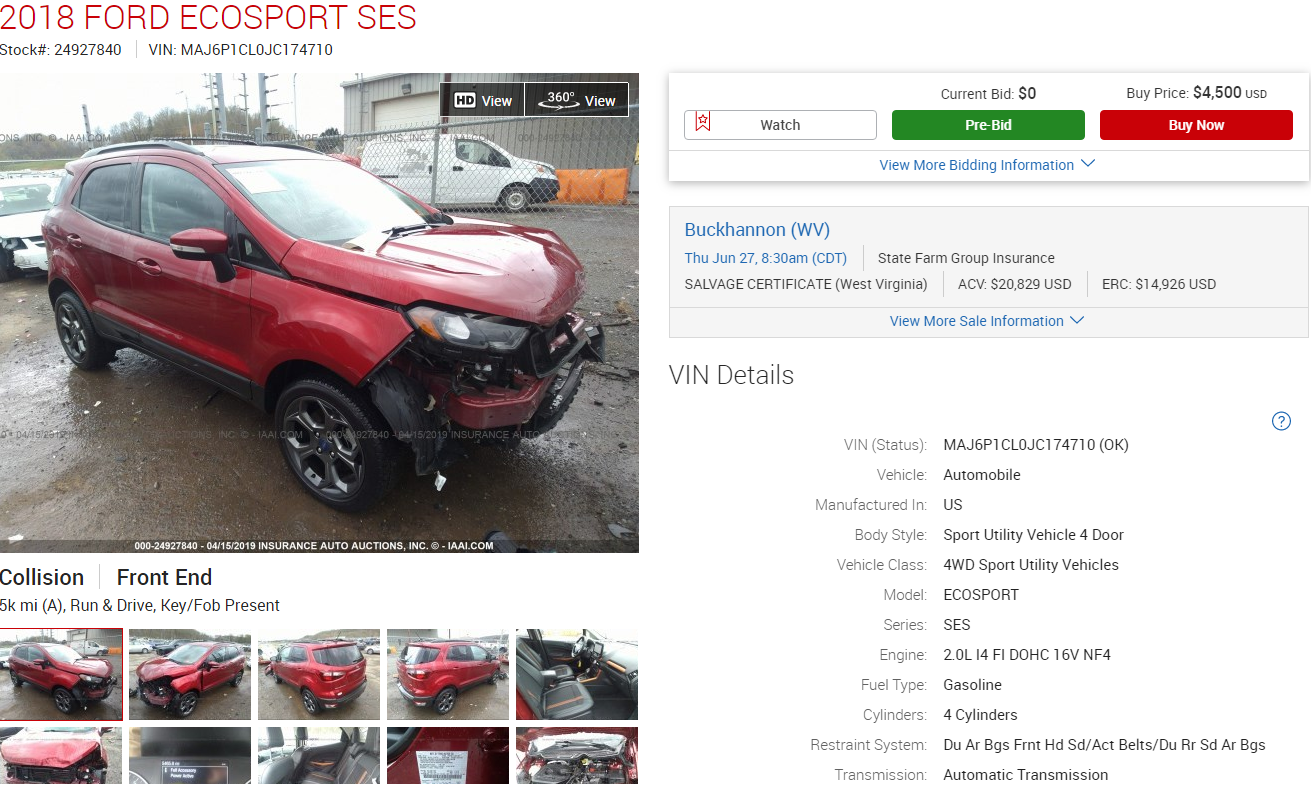 2018 FORD ECOSPORT SES
Stock#: 24927840 VIN: MAJ6P1CL0JC174710
HD View 360° View
Current Bid: $0 Buy Price: $4,500 USD
Watch Pre-Bid Buy Now
View More Bidding Information
Buckhannon (WV)
Thu Jun 27, 8:30am (CDT) State Farm Group Insurance
SALVAGE CERTIFICATE (West Virginia) ACV: $20,829 USD ERC: $14,926 USD
View More Sale Information
VIN Details
?
VIN (Status): MAJ6P1CL0JC174710 (OK)
Vehicle: Automobile
Manufactured In: US
Body Style: Sport Utility Vehicle 4 Door
Vehicle Class: 4WD Sport Utility Vehicles
Model: ECOSPORT
Series: SES
Engine: 2.0L I4 FI DOHC 16V NF4
Fuel Type: Gasoline
Cylinders: 4 Cylinders
Restraint System: Du Ar Bgs Frnt Hd Sd/Act Belts/Du Rr Sd Ar Bgs
Transmission: Automatic Transmission
000-24927840 - 04/15/2019 INSURANCE AUTO AUCTIONS, INC. © - IAAI.COM
Collision Front End
5k mi (A), Run & Drive, Key/Fob Present